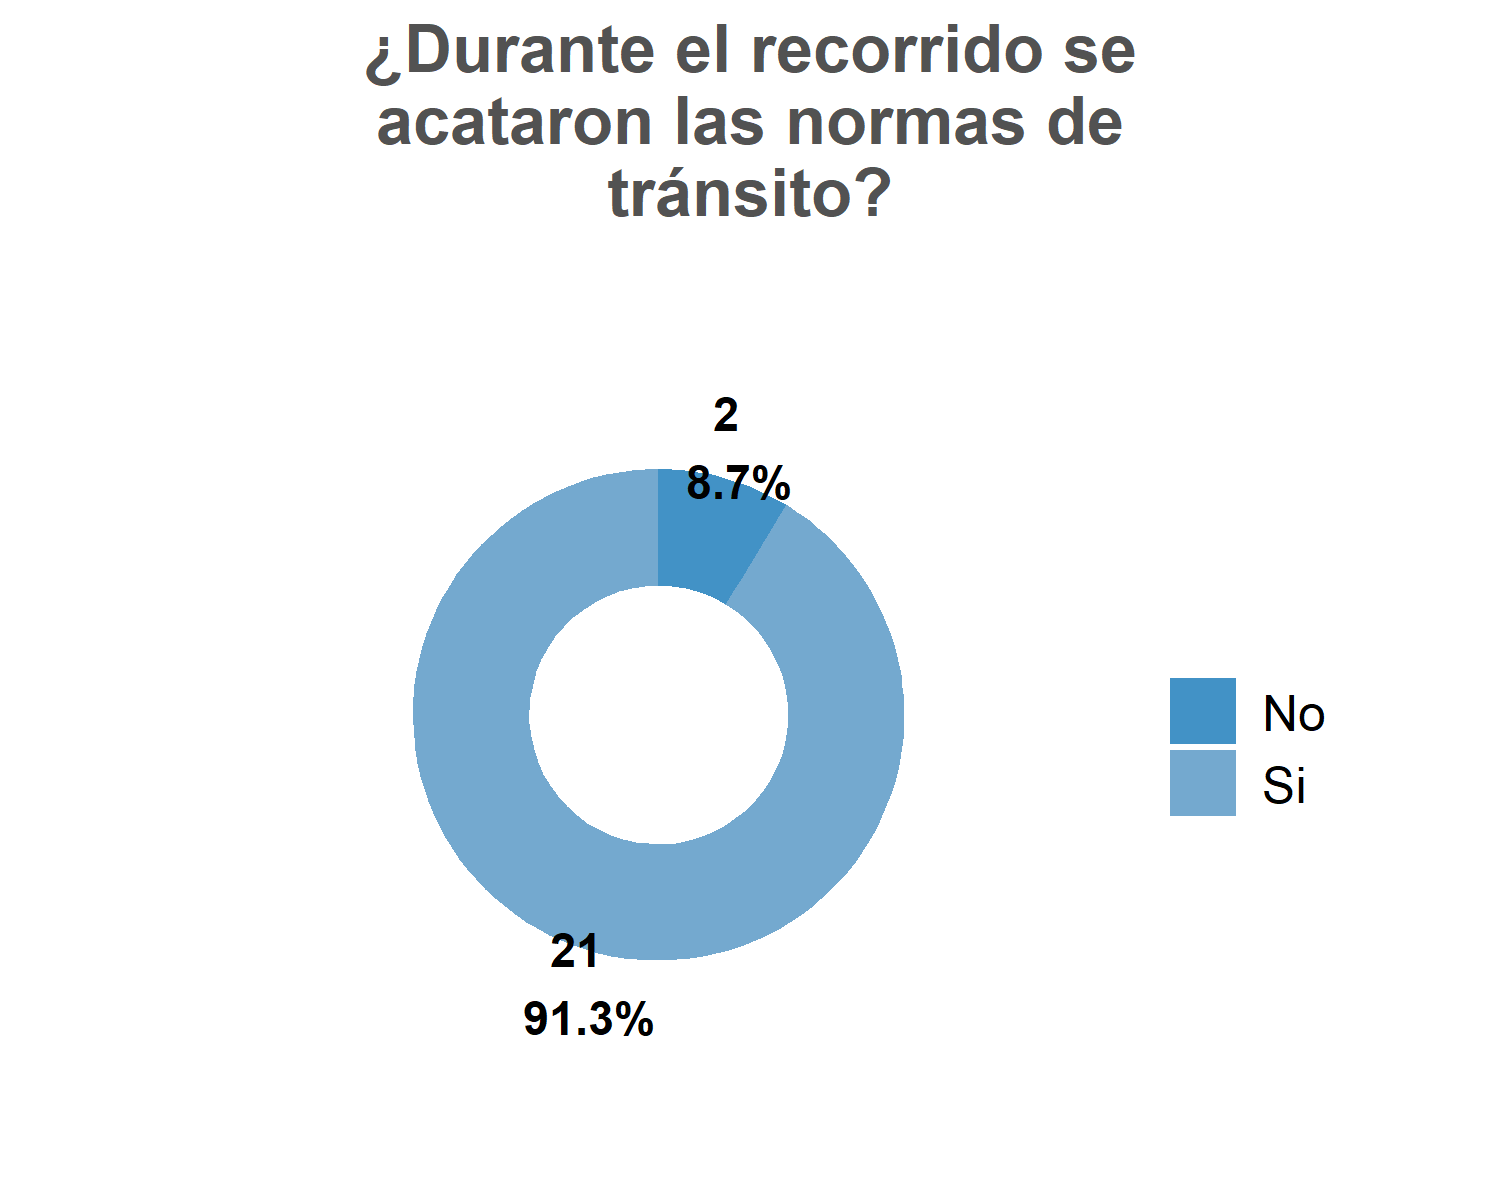 ¿Durante el recorrido se
acataron las normas de
tránsito?
2
8.7%
No
Si
21
91.3%